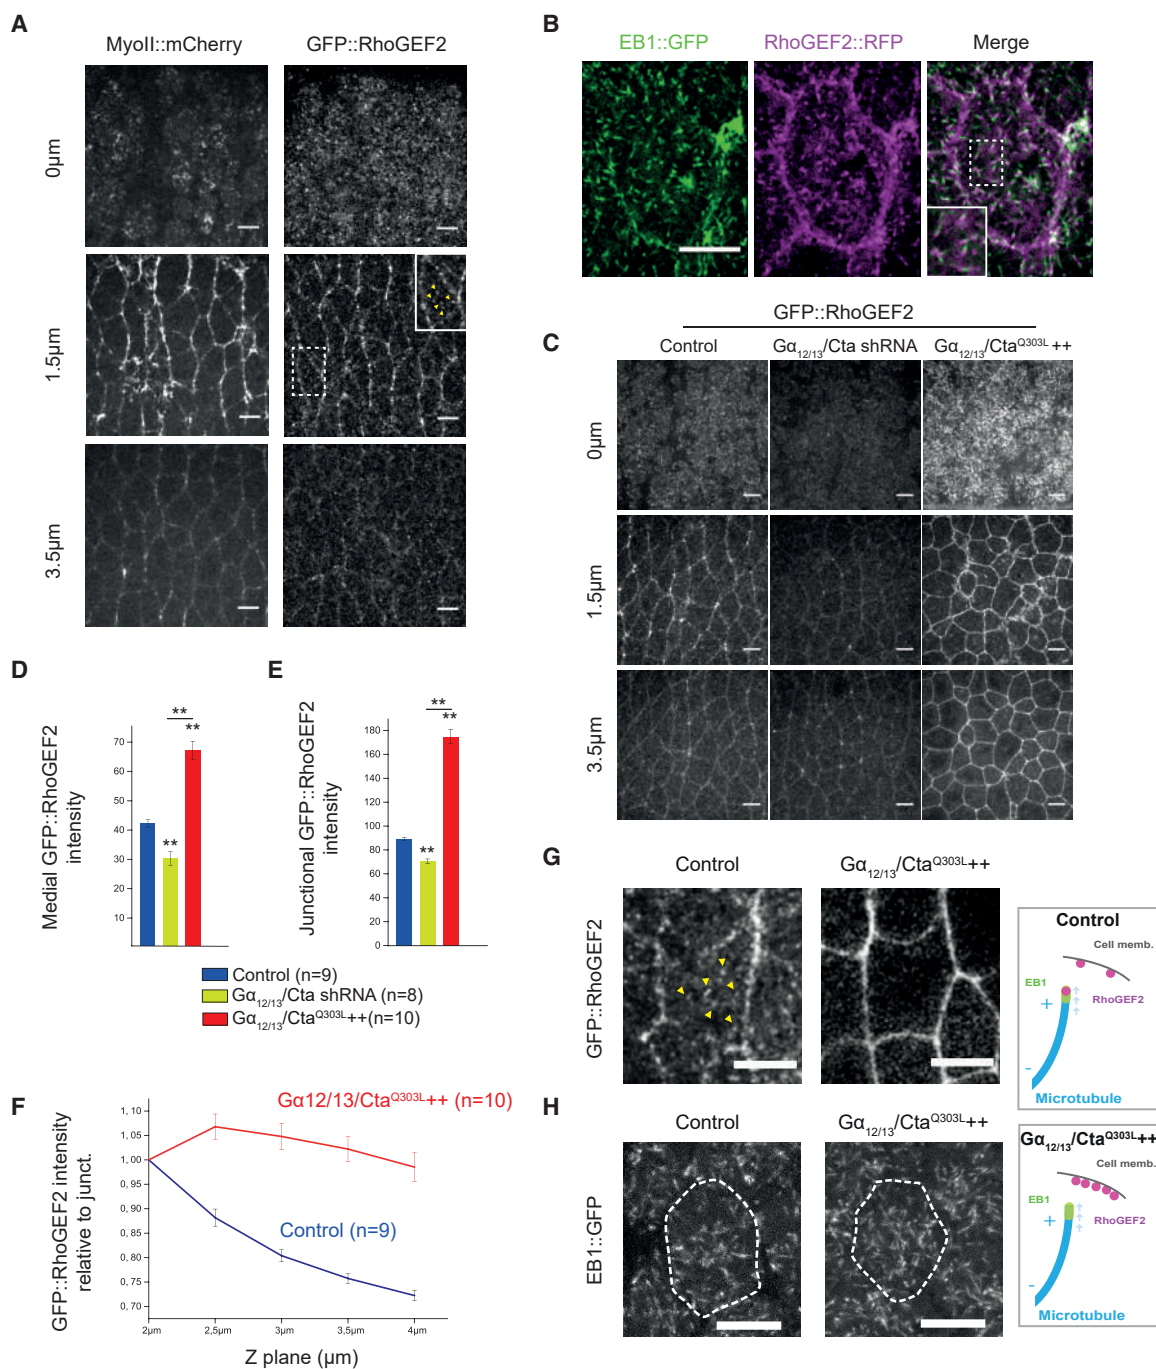 A
MyoII::mCherry
GFP::RhoGEF2
0μm
1.5μm
3.5μm
B
EB1::GFP
RhoGEF2::RFP
Merge
C
GFP::RhoGEF2
Control
Gα12/13/Cta shRNA
Gα12/13/CtaQ303L ++
0μm
1.5μm
3.5μm
D
Medial GFP::RhoGEF2
intensity
70
60
50
40
30
20
10
**
**
**
E
Junctional GFP::RhoGEF2
intensity
180
160
140
120
100
80
60
40
20
0
**
**
**
Control (n=9)
Gα12/13/Cta shRNA (n=8)
Gα12/13/CtaQ303L++(n=10)
F
GFP::RhoGEF2 intensity
relative to junct.
1, 10
1,05
1,00
0,95
0,90
0,85
0,80
0,75
0,70
Gα12/13/CtaQ303L++ (n=10)
Control (n=9)
2μm
2,5μm
3μm
3,5μm
4μm
Z plane (μm)
G
Control
Gα12/13/CtaQ303L++
GFP::RhoGEF2
Control
Cell memb.
EB1
RhoGEF2
+
-
Microtubule
H
Control
Gα12/13/CtaQ303L++
EB1::GFP
Gα12/13/CtaQ303L++
Cell memb.
EB1
RhoGEF2
+
-
Microtubule